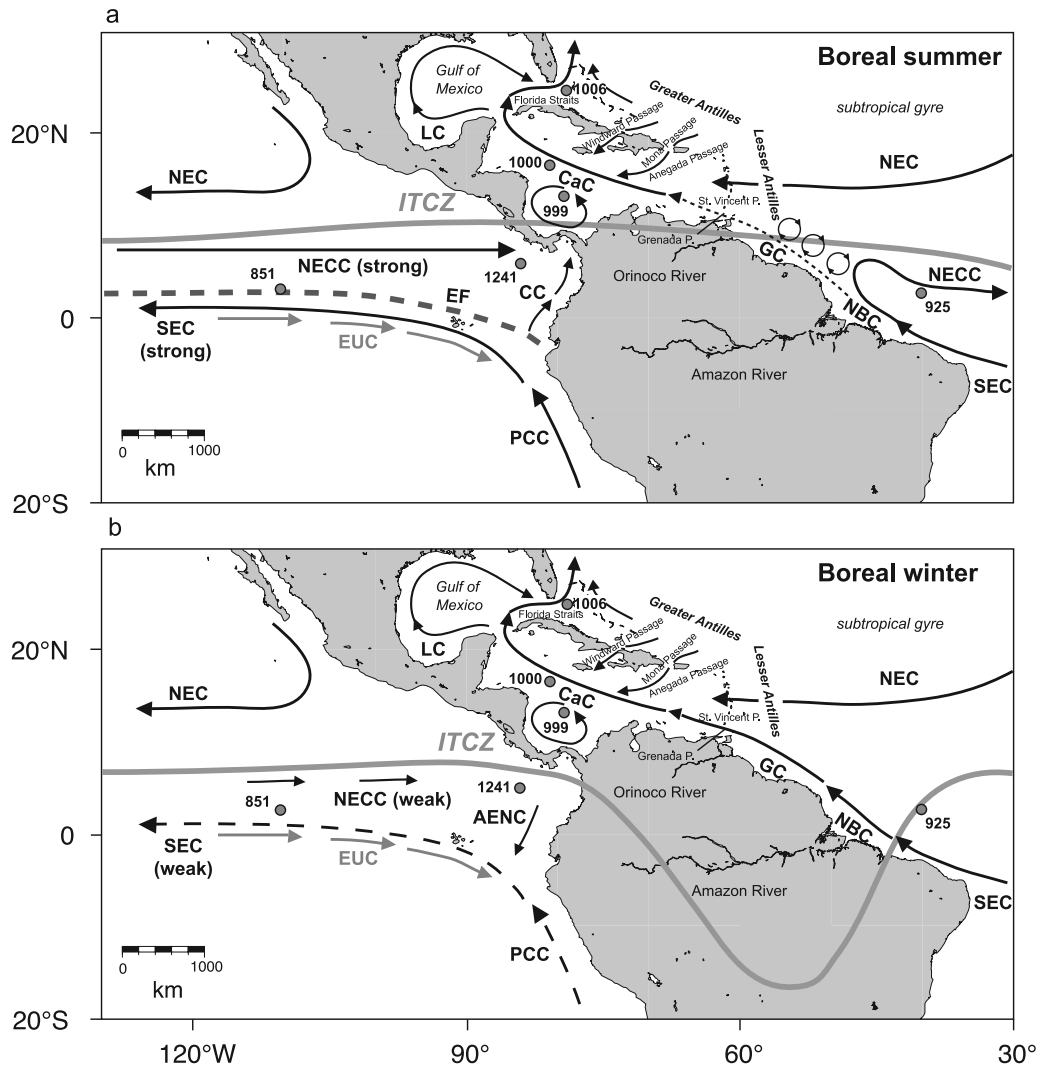 a
Boreal summer
Gulf of
Mexico
1006
Florida Straits
Greater Antilles
subtropical gyre
20°N
LC
Windward Passage
Mona Passage
Anegada Passage
Lesser Antilles
NEC
NEC
1000
CaC
999
St. Vincent P.
ITCZ
Grenada P.
GC
NECC (strong)
1241
Orinoco River
NECC
851
EF
CC
925
0
NBC
SEC
(strong)
EUC
Amazon River
SEC
PCC
0
1000
km
20°S
b
Boreal winter
Gulf of
Mexico
1006
Florida Straits
Greater Antilles
subtropical gyre
20°N
LC
Windward Passage
Mona Passage
Anegada Passage
Lesser Antilles
NEC
NEC
1000
CaC
999
St. Vincent P.
ITCZ
Grenada P.
GC
1241
Orinoco River
851
NECC (weak)
AENC
925
0
NBC
SEC
(weak)
EUC
Amazon River
SEC
PCC
0
1000
km
20°S
120°W
90°
60°
30°